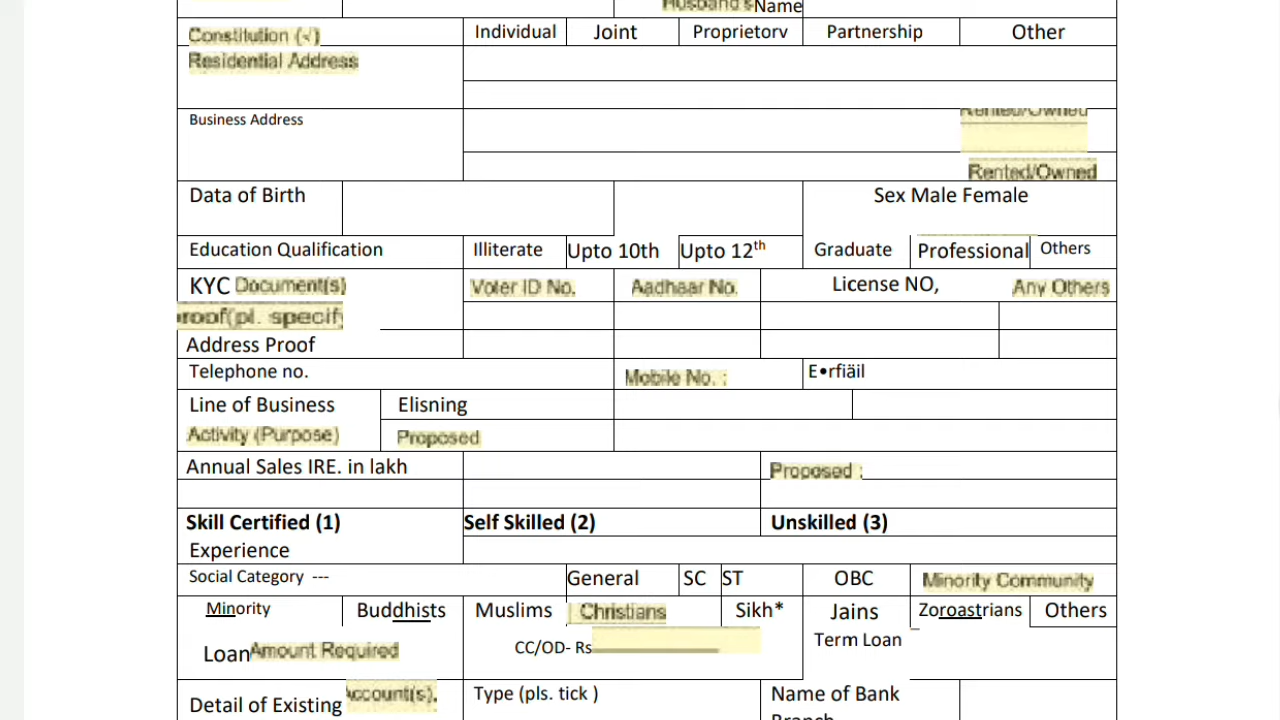 Husband's Name
Constitution (√) Individual Joint Proprietorv Partnership Other
Residential Address
Business Address Rented/Owned
Rented/Owned
Data of Birth Sex Male Female
Education Qualification Illiterate Upto 10th Upto 12th Graduate Professional Others
KYC Document(s) Voter ID No. Aadhaar No. License NO, Any Others
roof(pl. specify
Address Proof
Telephone no. Mobile No. : E•rfiäil
Line of Business Elisning
Activity (Purpose) Proposed
Annual Sales IRE. in lakh Proposed :
Skill Certified (1) Self Skilled (2) Unskilled (3)
Experience
Social Category --- General SC ST OBC Minority Community
Minority Buddhists Muslims Christians Sikh* Jains Zoroastrians Others
Loan Amount Required CC/OD- Rs Term Loan
Detail of Existing Account(s). Type (pls. tick ) Name of Bank
Branch